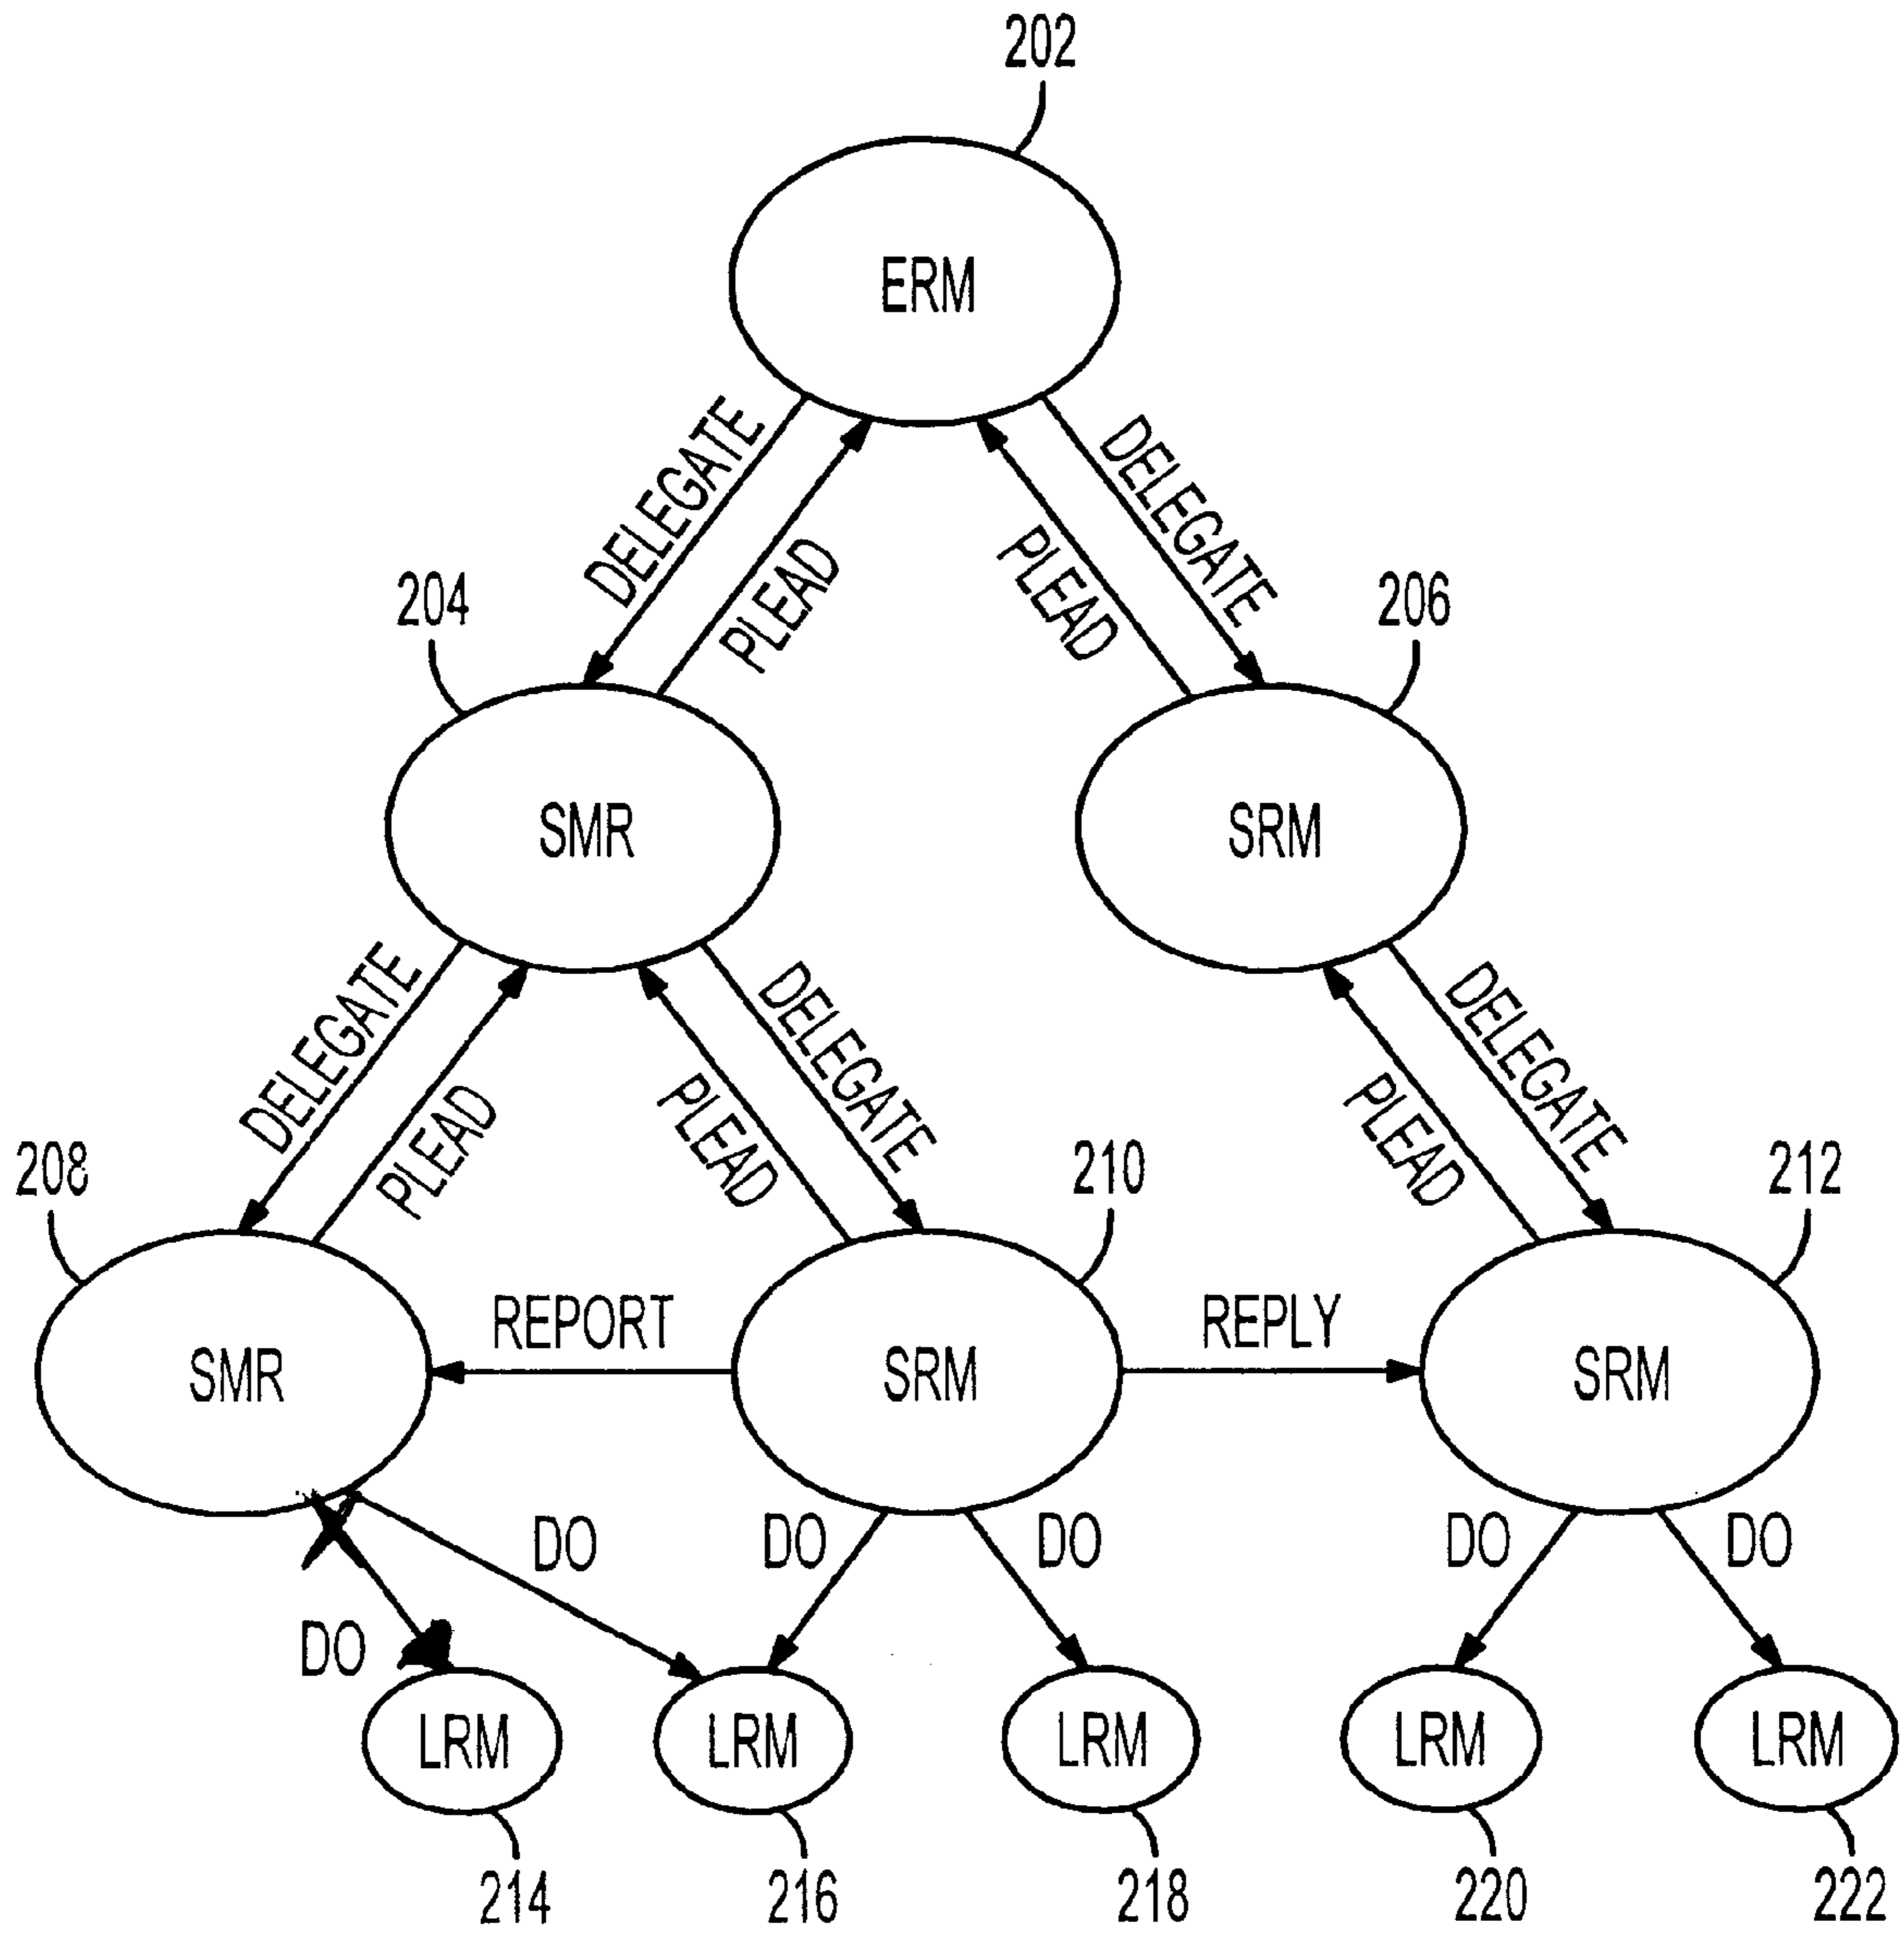 202
ERM
DELEGATE
PLEAD
PLEAD
DELEGATE
204
206
SMR
SRM
DELEGATE
PLEAD
PLEAD
DELEGATE
PLEAD
DELEGATE
208
210
212
REPORT
REPLY
SMR
SRM
SRM
DO
DO
DO
DO
DO
DO
LRM
LRM
LRM
LRM
LRM
214
216
218
220
222